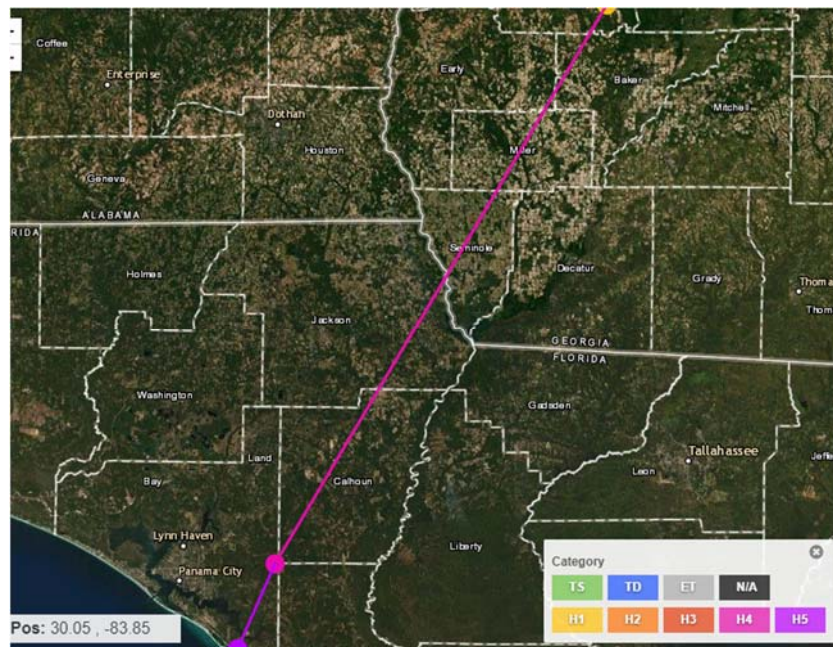 Coffee
Enterprise
Early
Baker
Mitchell
Dothan
Houston
Miller
Geneva
ALABAMA
RIDA
Seminole
Holmes
Decatur
Grady
Thoma
Thom
Jackson
GEORGIA
FLORIDA
Washington
Gadsden
Tallahassee
Jeffe
Leon
Land
Bay
Calhoun
Lynn Haven
Liberty
Panama City
Pos: 30.05 , -83.85
Category
TS TD ET N/A
H1 H2 H3 H4 H5